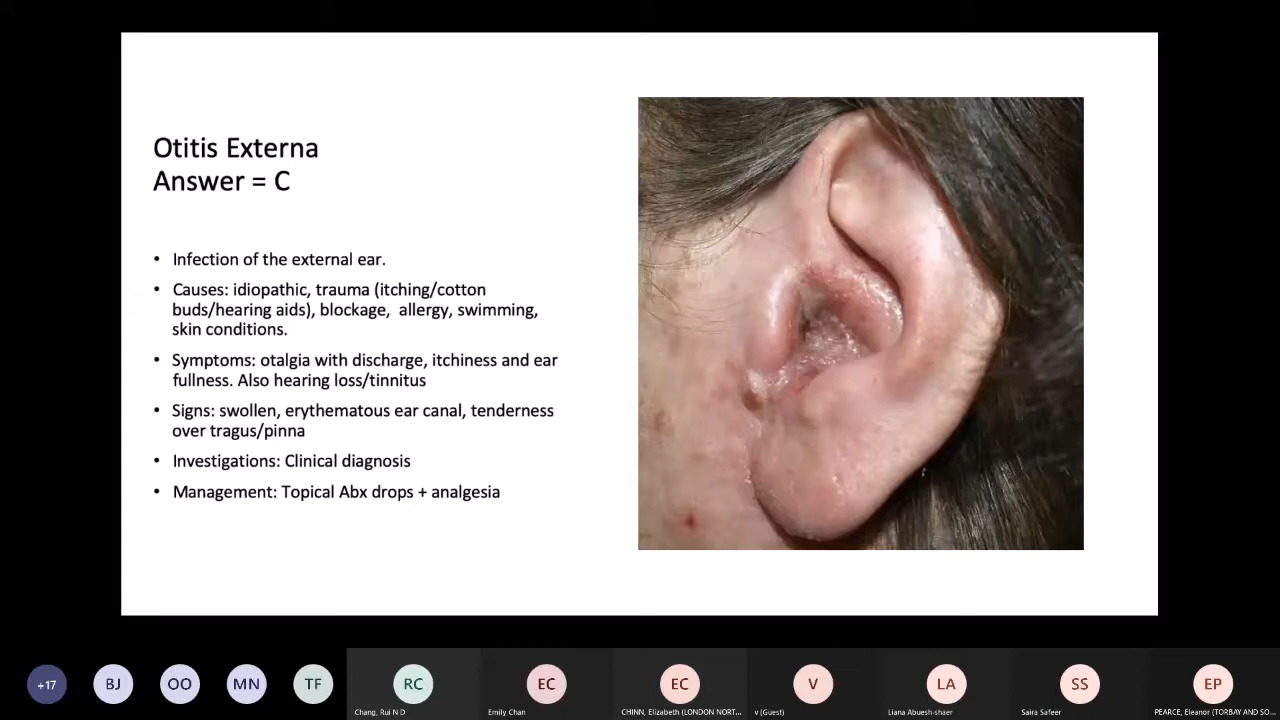 Otitis Externa
Answer = C
• Infection of the external ear.
• Causes: idiopathic, trauma (itching/cotton
buds/hearing aids), blockage, allergy, swimming,
skin conditions.
• Symptoms: otalgia with discharge, itchiness and ear
fullness. Also hearing loss/tinnitus
• Signs: swollen, erythematous ear canal, tenderness
over tragus/pinna
• Investigations: Clinical diagnosis
• Management: Topical Abx drops + analgesia
+17 BJ OO MN TF RC EC EC V LA SS EP
Chang, Rui N D Emily Chan CHINN, Elizabeth (LONDON NORT... v (Guest) Liana Abuesh-shaer Saira Safeer PEARCE, Eleanor (TORBAY AND SO...